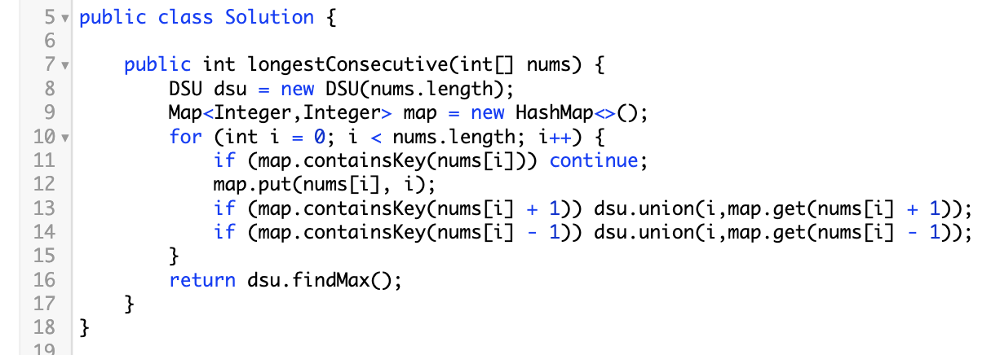 5 public class Solution {
6
7     public int longestConsecutive(int[] nums) {
8         DSU dsu = new DSU(nums.length);
9         Map<Integer,Integer> map = new HashMap<>();
10         for (int i = 0; i < nums.length; i++) {
11             if (map.containsKey(nums[i])) continue;
12             map.put(nums[i], i);
13             if (map.containsKey(nums[i] + 1)) dsu.union(i,map.get(nums[i] + 1));
14             if (map.containsKey(nums[i] - 1)) dsu.union(i,map.get(nums[i] - 1));
15         }
16         return dsu.findMax();
17     }
18 }
19